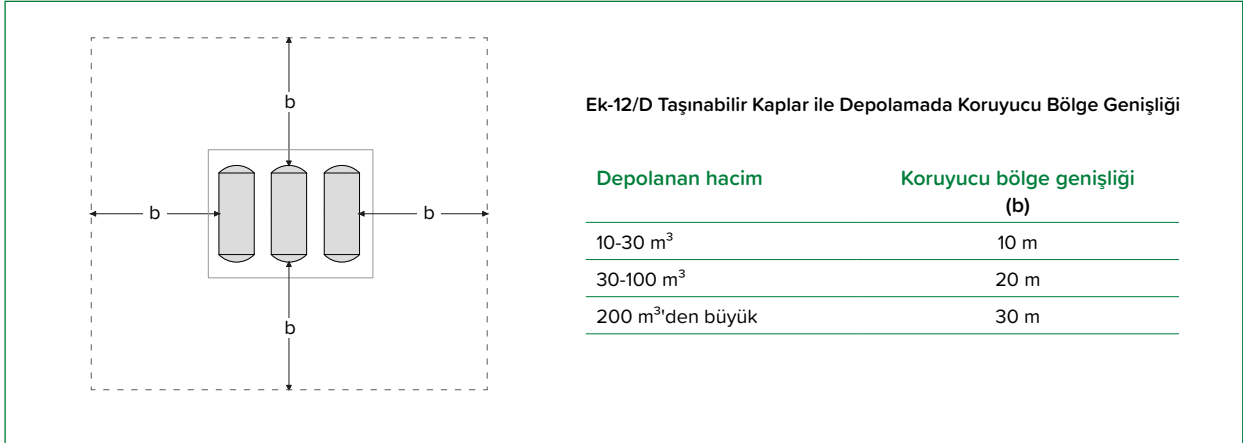 b
b
b
b
Ek-12/D Taşınabilir Kaplar ile Depolamada Koruyucu Bölge Genişliği
Depolanan hacim Koruyucu bölge genişliği
(b)
10-30 m³ 10 m
30-100 m³ 20 m
200 m³'den büyük 30 m